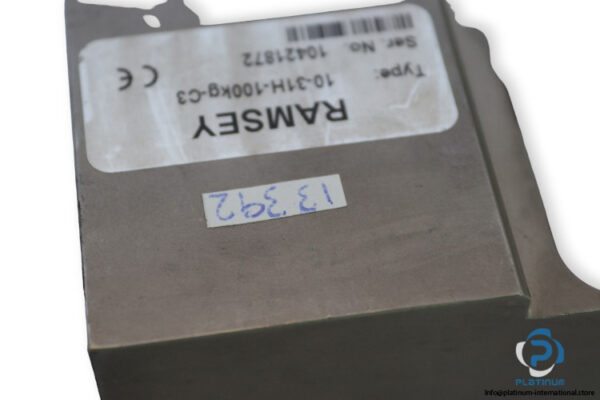 RAMSEY
Type:
10-31H-100kg-C3
Ser. No. 10421872
CE
13392
PLATINUM
info@platinum-international.store